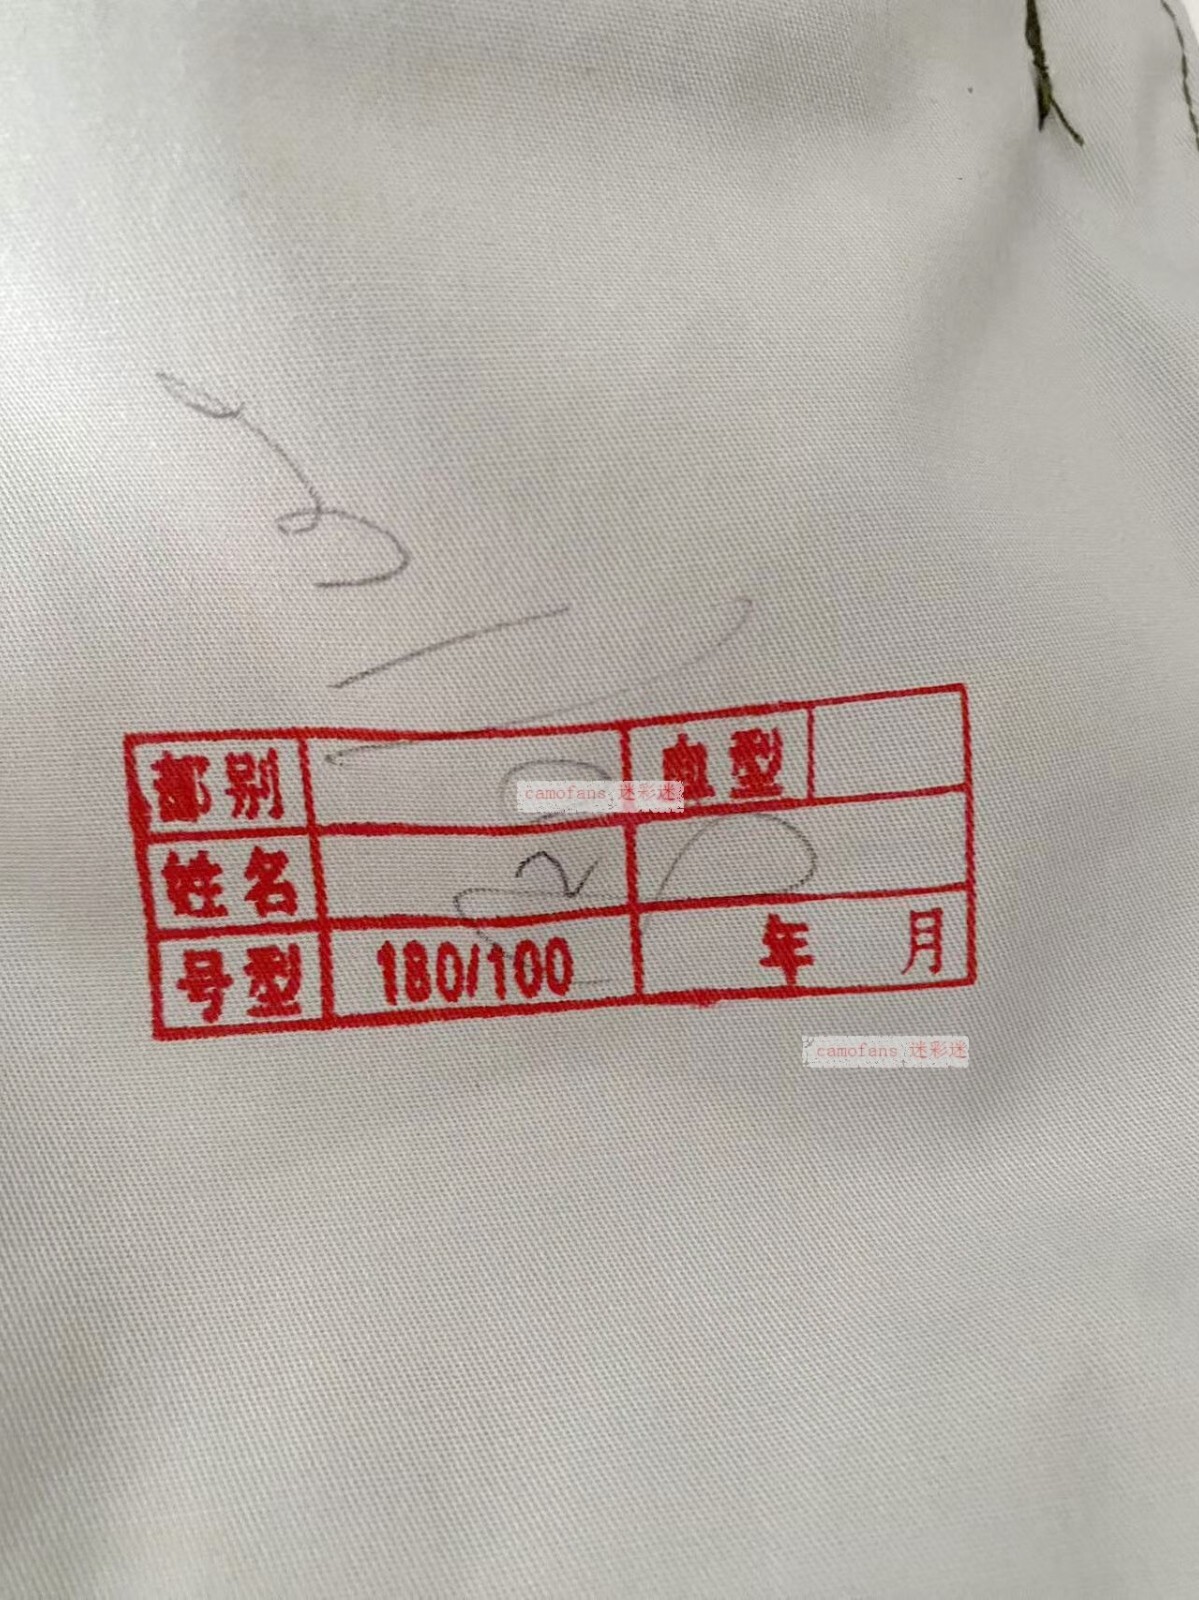 3
部别 血型
camofans 迷彩迷
姓名
号型 180/100 年 月
camofans 迷彩迷